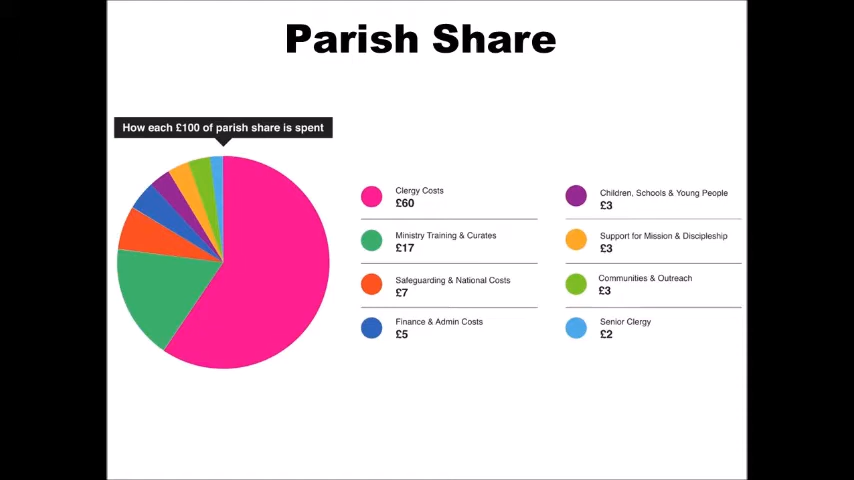 Parish Share
How each £100 of parish share is spent
Clergy Costs
£60
Ministry Training & Curates
£17
Safeguarding & National Costs
£7
Finance & Admin Costs
£5
Children, Schools & Young People
£3
Support for Mission & Discipleship
£3
Communities & Outreach
£3
Senior Clergy
£2